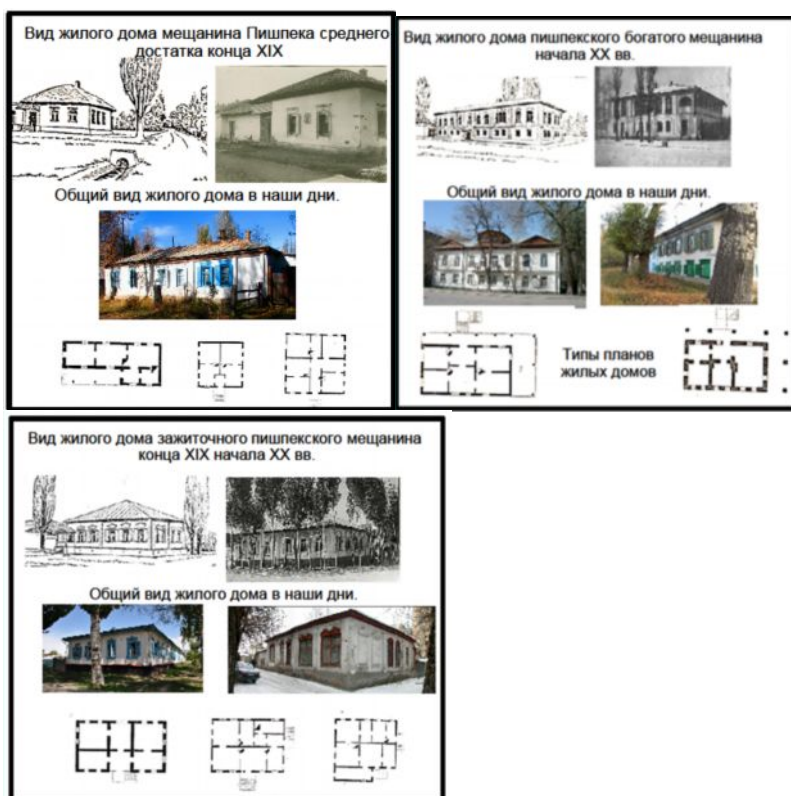 Вид жилого дома мещанина Пишпека среднего
достатка конца XIX
Общий вид жилого дома в наши дни.
Вид жилого дома пишпекского богатого мещанина
начала XX вв.
Общий вид жилого дома в наши дни.
Типы планов
жилых домов
Вид жилого дома зажиточного пишпекского мещанина
конца XIX начала XX вв.
Общий вид жилого дома в наши дни.